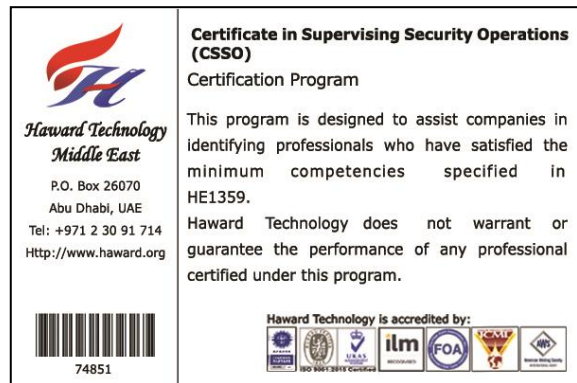 Haward Technology
Middle East
P.O. Box 26070
Abu Dhabi, UAE
Tel: +971 2 30 91 714
Http://www.haward.org
74851
Certificate in Supervising Security Operations
(CSSO)
Certification Program
This program is designed to assist companies in
identifying professionals who have satisfied the
minimum competencies specified in
HE1359.
Haward Technology does not warrant or
guarantee the performance of any professional
certified under this program.
Haward Technology is accredited by:
UKAS
ilm
FOA
AWS
ISO 9001:2015 Certified